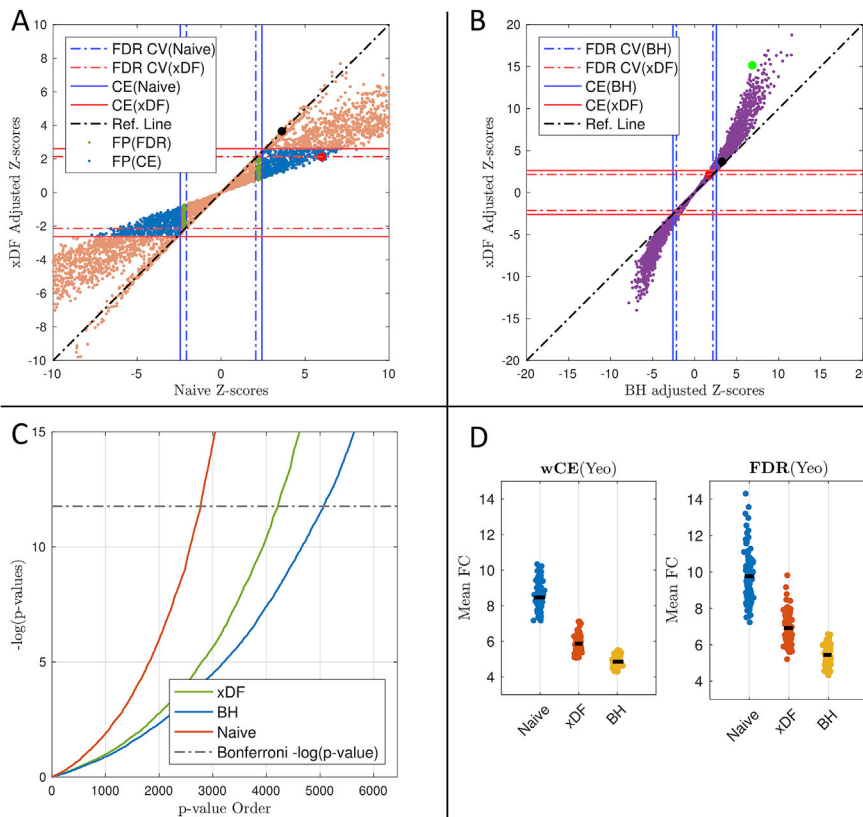 A
10
8
6
4
2
0
-2
-4
-6
-8
-10
xDF Adjusted Z-scores
FDR CV(Naive)
FDR CV(xDF)
CE(Naive)
CE(xDF)
Ref. Line
FP(FDR)
FP(CE)
-10 -5 0 5 10
Naive Z-scores
B
20
15
10
5
0
-5
-10
-15
-20
xDF Adjusted Z-scores
FDR CV(BH)
FDR CV(xDF)
CE(BH)
CE(xDF)
Ref. Line
-20 -15 -10 -5 0 5 10 15 20
BH adjusted Z-scores
C
15
10
5
0
-log(p-values)
xDF
BH
Naive
Bonferroni -log(p-value)
0 1000 2000 3000 4000 5000 6000
p-value Order
D
wCE(Yeo)
14
12
10
8
6
4
Mean FC
Naive
xDF
BH
FDR(Yeo)
14
12
10
8
6
4
Mean FC
Naive
xDF
BH